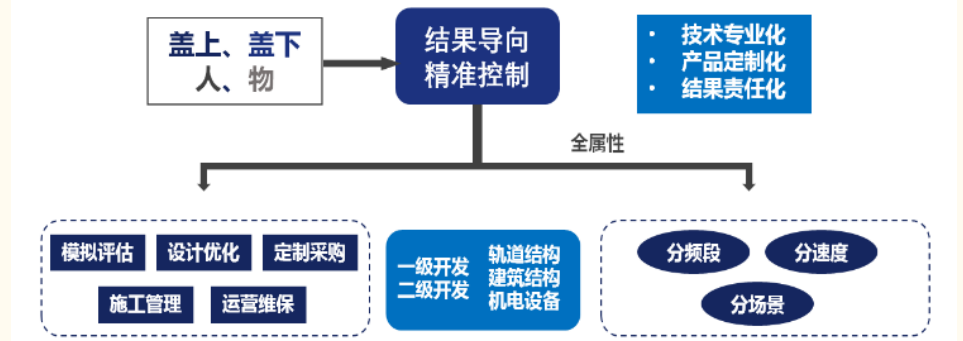 盖上、盖下
人、物
结果导向
精准控制
• 技术专业化
• 产品定制化
• 结果责任化
全属性
模拟评估
设计优化
定制采购
施工管理
运营维保
一级开发
二级开发
轨道结构
建筑结构
机电设备
分频段
分速度
分场景